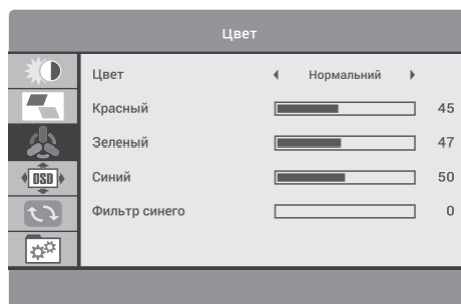 Цвет
Цвет Нормальний
Красный 45
Зеленый 47
Синий 50
Фильтр синего 0
OSD